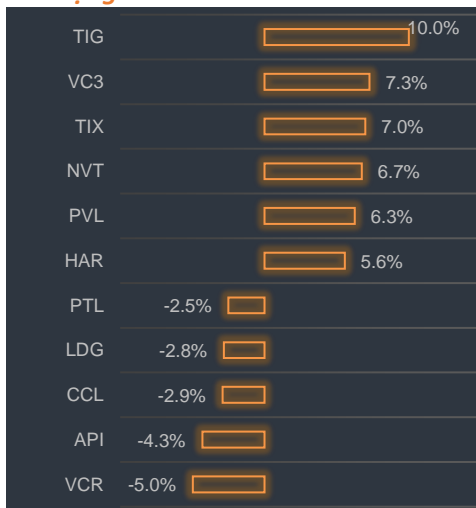 TIG 10.0%
VC3 7.3%
TIX 7.0%
NVT 6.7%
PVL 6.3%
HAR 5.6%
PTL -2.5%
LDG -2.8%
CCL -2.9%
API -4.3%
VCR -5.0%